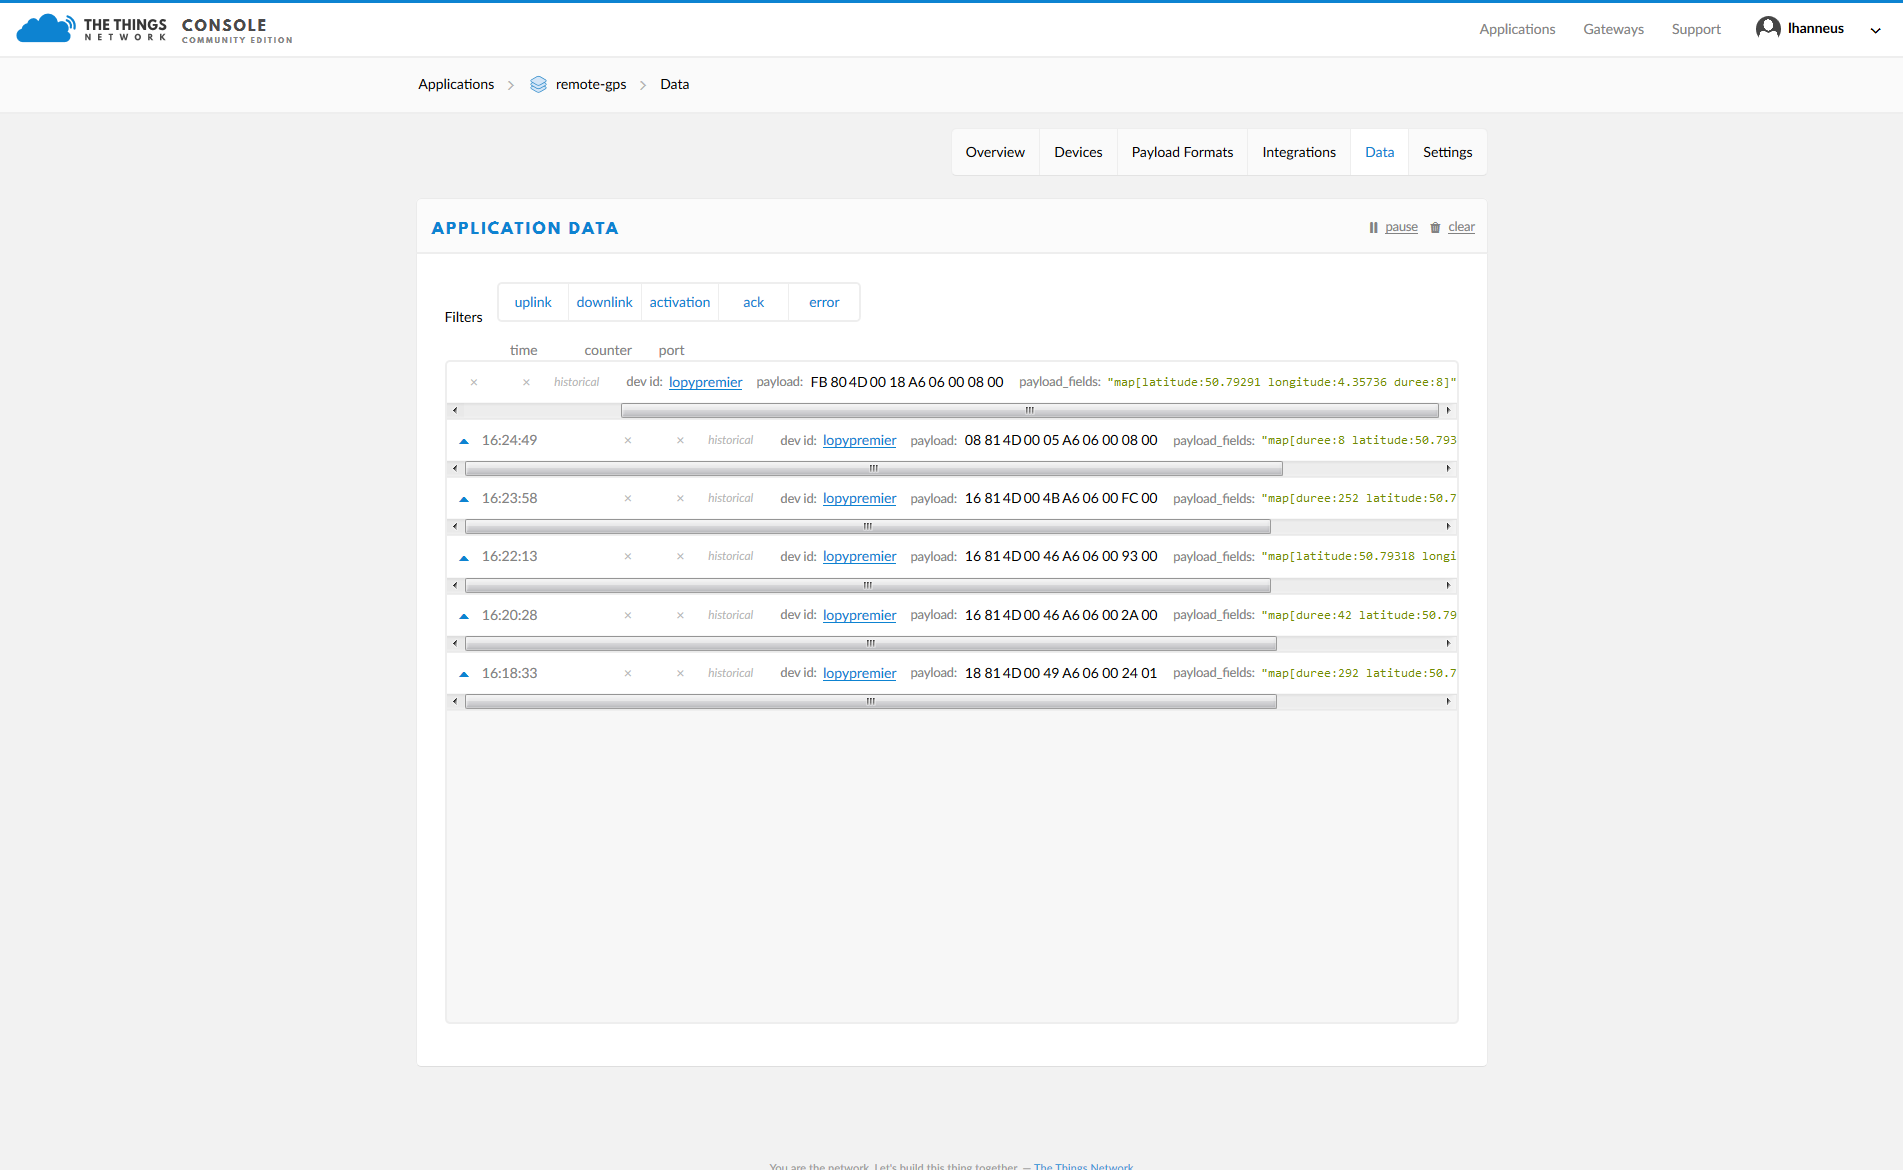 THE THINGS NETWORK CONSOLE COMMUNITY EDITION
Applications Gateways Support lhanneus
Applications remote-gps Data
Overview Devices Payload Formats Integrations Data Settings
APPLICATION DATA
pause clear
Filters uplink downlink activation ack error
time counter port
× × historical dev id: lopypremier payload: FB 80 4D 00 18 A6 06 00 08 00 payload_fields: "map[latitude:50.79291 longitude:4.35736 duree:8]"
16:24:49 × × historical dev id: lopypremier payload: 08 81 4D 00 05 A6 06 00 08 00 payload_fields: "map[duree:8 latitude:50.793
16:23:58 × × historical dev id: lopypremier payload: 16 81 4D 00 4B A6 06 00 FC 00 payload_fields: "map[duree:252 latitude:50.7
16:22:13 × × historical dev id: lopypremier payload: 16 81 4D 00 46 A6 06 00 93 00 payload_fields: "map[latitude:50.79318 longi
16:20:28 × × historical dev id: lopypremier payload: 16 81 4D 00 46 A6 06 00 2A 00 payload_fields: "map[duree:42 latitude:50.79
16:18:33 × × historical dev id: lopypremier payload: 18 81 4D 00 49 A6 06 00 24 01 payload_fields: "map[duree:292 latitude:50.7
You are the network. Let's build this thing together. — The Things Network